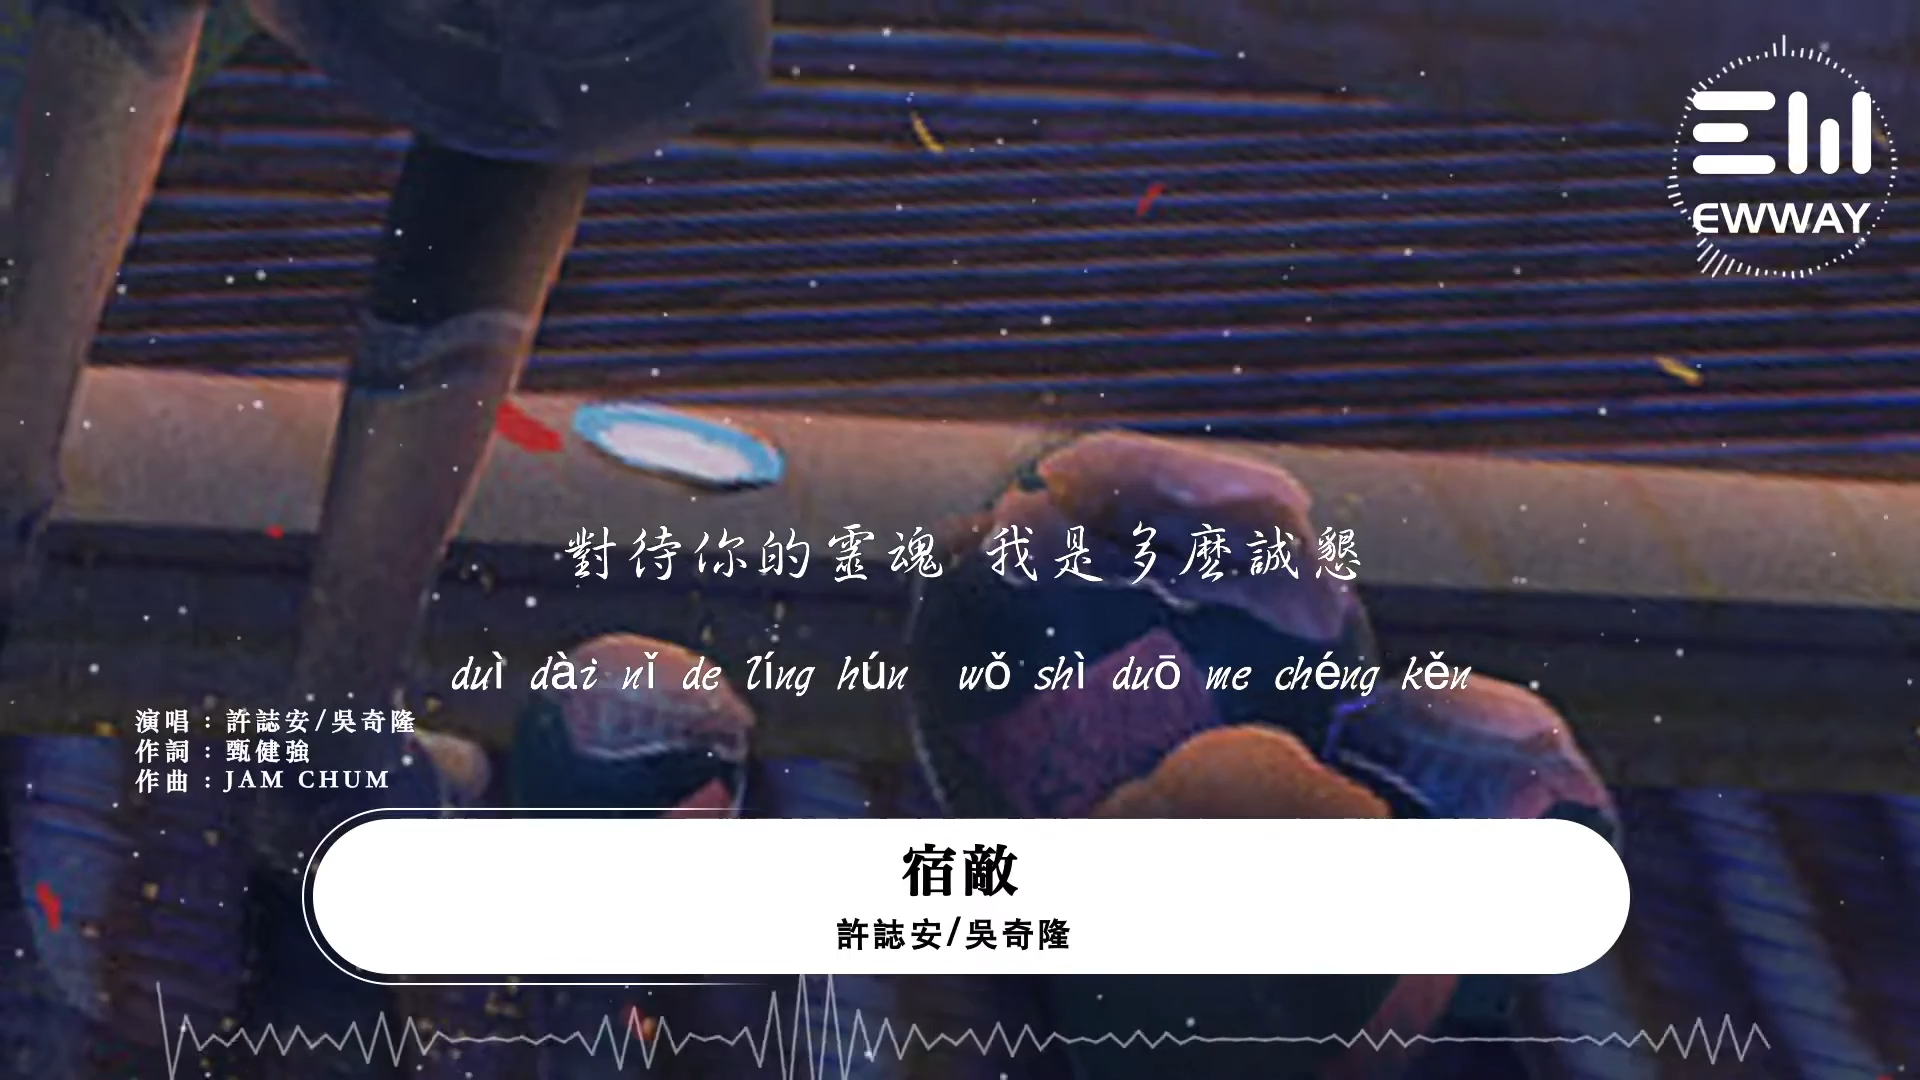 EW
EWWAY
對待你的靈魂 我是多麼誠懇
duì dài nǐ de líng hún wǒ shì duō me chéng kěn
演唱：許誌安/吳奇隆
作詞：甄健強
作曲：JAM CHUM
宿敵
許誌安/吳奇隆